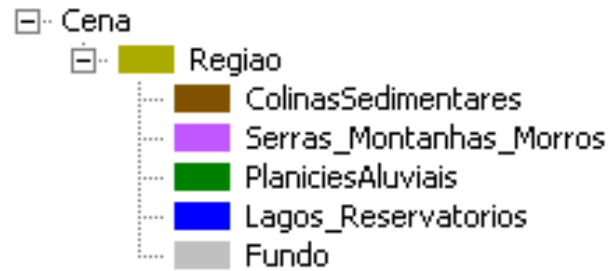 Cena
Regiao
ColinasSedimentares
Serras_Montanhas_Morros
PlaniciesAluviais
Lagos_Reservatorios
Fundo